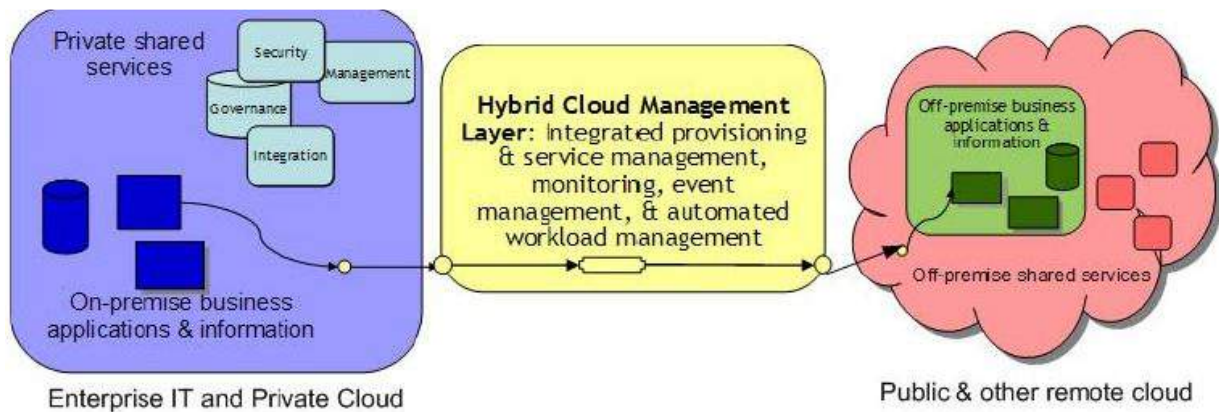 Private shared
services
Security
Management
Governance
Integration
On-premise business
applications & information
Enterprise IT and Private Cloud
Hybrid Cloud Management
Layer: Integrated provisioning
& service management,
monitoring, event
management, & automated
workload management
Off-premise business
applications &
information
Off-premise shared services
Public & other remote cloud